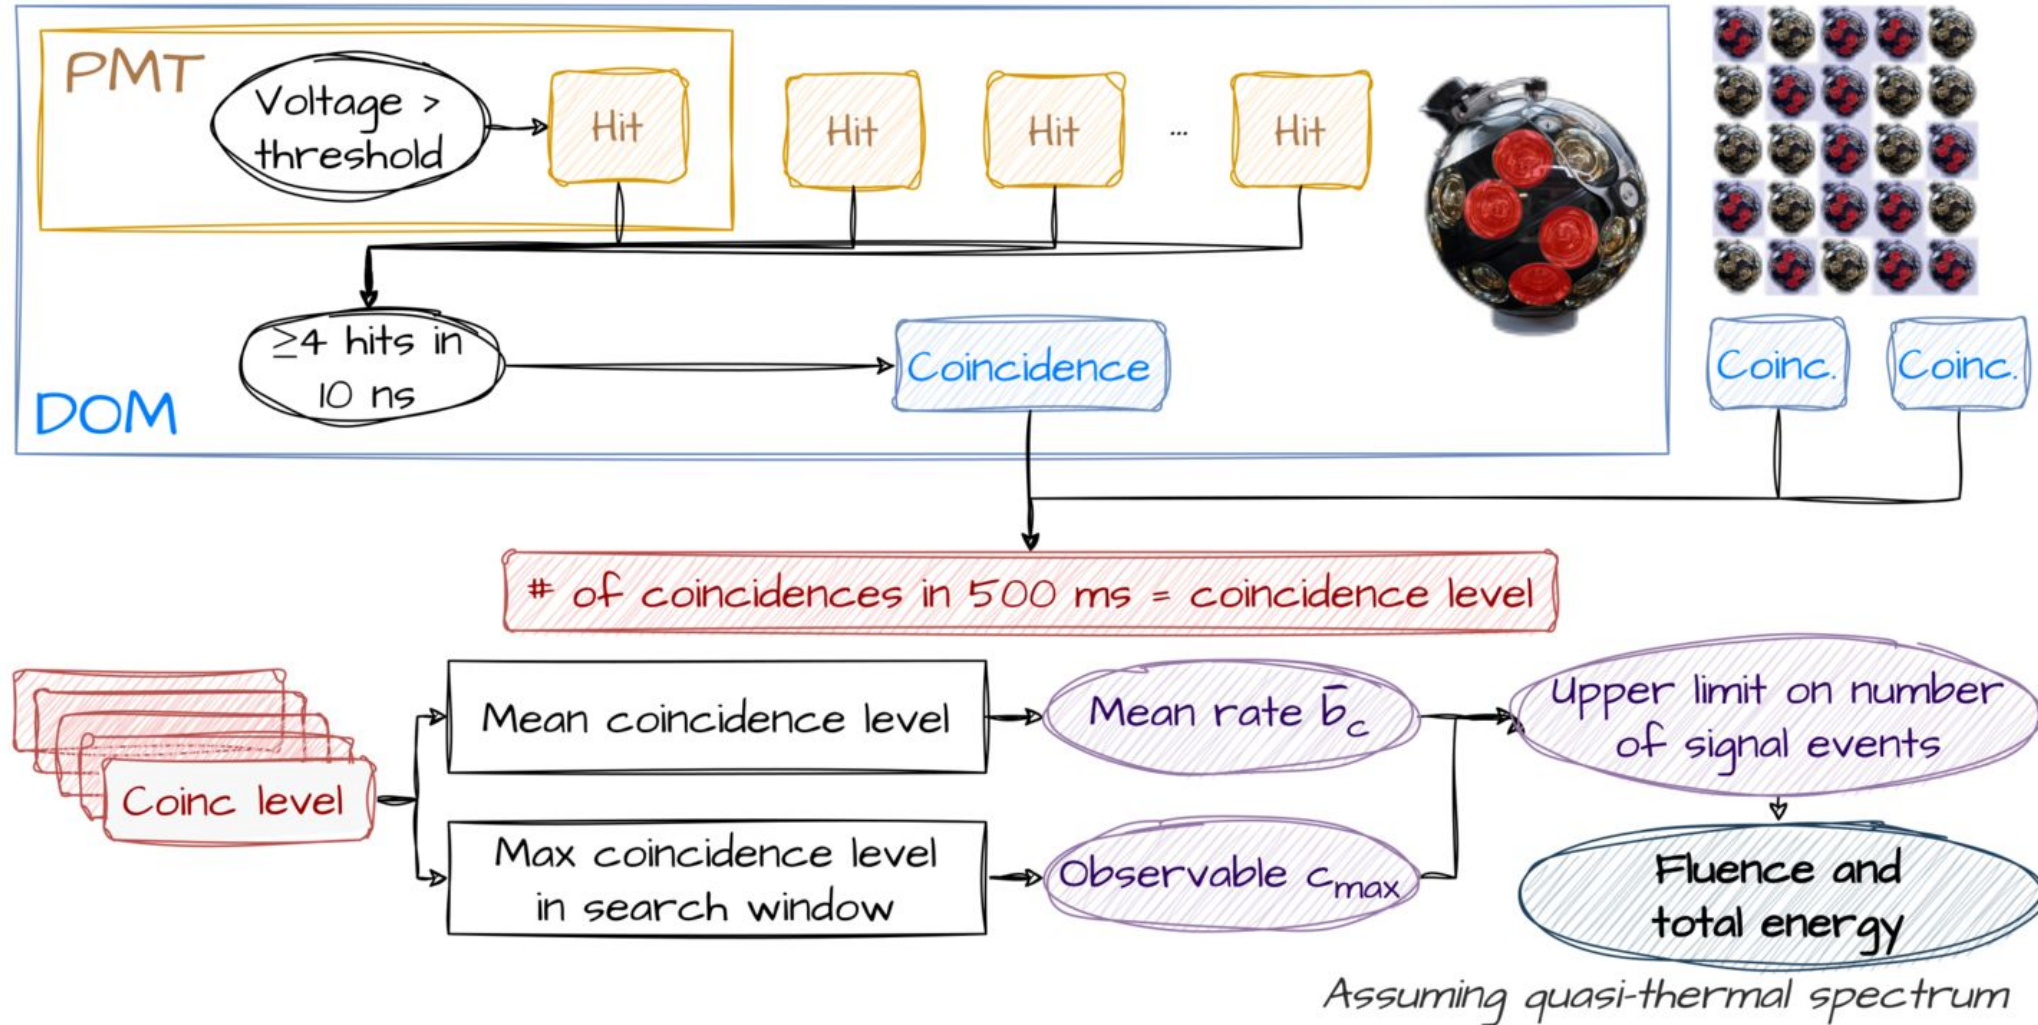 PMT
Voltage >
threshold
Hit
Hit
Hit
...
Hit
≥4 hits in
10 ns
Coincidence
DOM
Coinc.
Coinc.
# of coincidences in 500 ms = coincidence level
Coinc level
Mean coincidence level
Mean rate b̄c
Upper limit on number
of signal events
Max coincidence level
in search window
Observable cmax
Fluence and
total energy
Assuming quasi-thermal spectrum